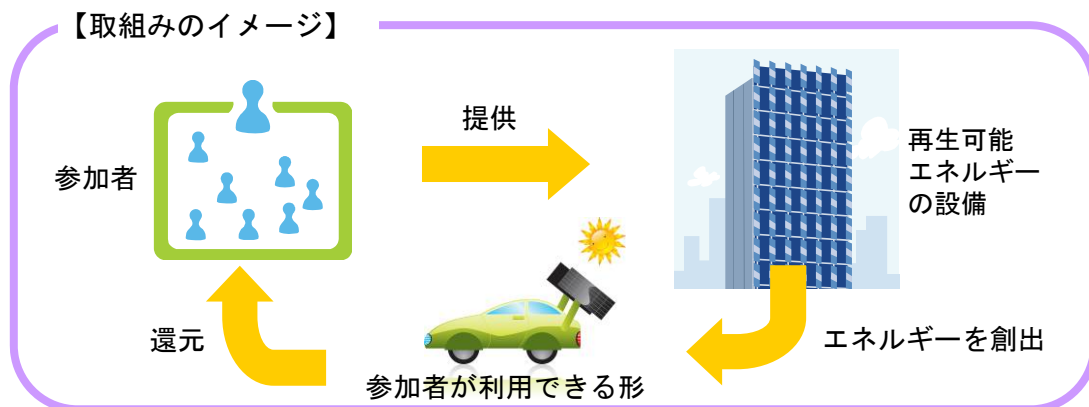 【取組みのイメージ】
提供
参加者
再生可能
エネルギー
の設備
還元
エネルギーを創出
参加者が利用できる形